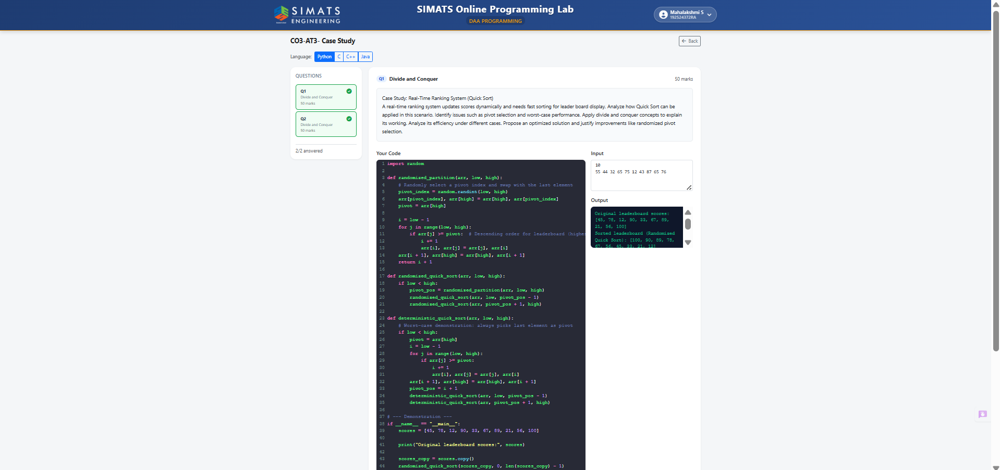 SIMATS
ENGINEERING
SIMATS Online Programming Lab
DAA PROGRAMMING
Mahalakshmi S
192524372RA
CO3-AT3- Case Study
← Back
Language: Python C C++ Java
QUESTIONS
Q1
Divide and Conquer
50 marks
Q2
Divide and Conquer
50 marks
2/2 answered
Q1 Divide and Conquer 50 marks
Case Study: Real-Time Ranking System (Quick Sort)
A real-time ranking system updates scores dynamically and needs fast sorting for leader board display. Analyze how Quick Sort can be
applied in this scenario. Identify issues such as pivot selection and worst-case performance. Apply divide and conquer concepts to explain
its working. Analyze its efficiency under different cases. Propose an optimized solution and justify improvements like randomized pivot
selection.
Your Code
1 import random
2
3 def randomized_partition(arr, low, high):
4     # Randomly select a pivot index and swap with the last element
5     pivot_index = random.randint(low, high)
6     arr[pivot_index], arr[high] = arr[high], arr[pivot_index]
7     pivot = arr[high]
8
9     i = low - 1
10     for j in range(low, high):
11         if arr[j] >= pivot:  # Descending order for leaderboard (highes
12             i += 1
13             arr[i], arr[j] = arr[j], arr[i]
14     arr[i + 1], arr[high] = arr[high], arr[i + 1]
15     return i + 1
16
17 def randomized_quick_sort(arr, low, high):
18     if low < high:
19         pivot_pos = randomized_partition(arr, low, high)
20         randomized_quick_sort(arr, low, pivot_pos - 1)
21         randomized_quick_sort(arr, pivot_pos + 1, high)
22
23 def deterministic_quick_sort(arr, low, high):
24     # Worst-case demonstration: always picks last element as pivot
25     if low < high:
26         pivot = arr[high]
27         i = low - 1
28         for j in range(low, high):
29             if arr[j] >= pivot:
30                 i += 1
31                 arr[i], arr[j] = arr[j], arr[i]
32         arr[i + 1], arr[high] = arr[high], arr[i + 1]
33         pivot_pos = i + 1
34         deterministic_quick_sort(arr, low, pivot_pos - 1)
35         deterministic_quick_sort(arr, pivot_pos + 1, high)
36
37 # --- Demonstration ---
38 if __name__ == "__main__":
39     scores = [45, 78, 12, 90, 33, 67, 89, 21, 56, 100]
40
41     print("Original leaderboard scores:", scores)
42
43     scores_copy = scores.copy()
44     randomized_quick_sort(scores_copy, 0, len(scores_copy) - 1)
Input
10
55 44 32 65 75 12 43 87 65 76
Output
Original leaderboard scores:
[45, 78, 12, 90, 33, 67, 89,
21, 56, 100]
Sorted leaderboard (Randomized
Quick Sort): [100, 90, 89, 78,
67, 56, 45, 33, 21, 12]